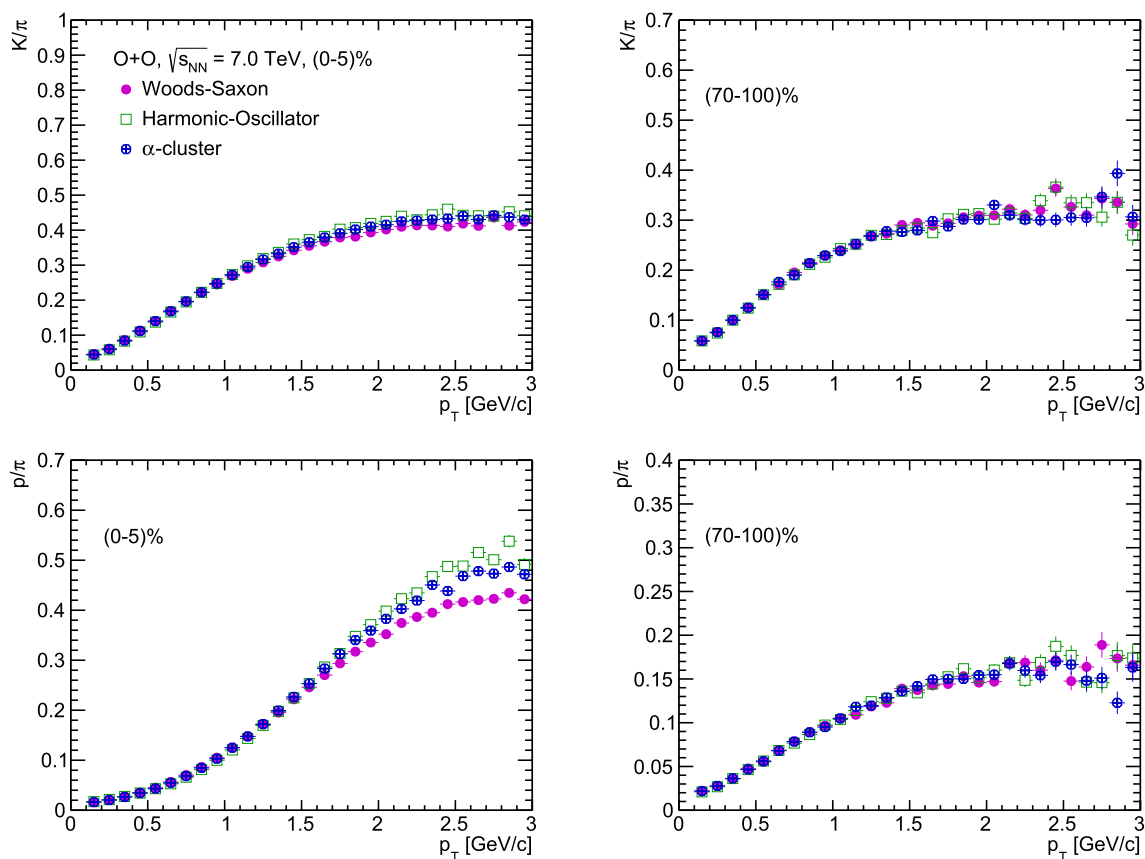 K/π
1
0.9
0.8
0.7
0.6
0.5
0.4
0.3
0.2
0.1
0
O+O, √s_NN = 7.0 TeV, (0-5)%
Woods-Saxon
Harmonic-Oscillator
α-cluster
0 0.5 1 1.5 2 2.5 3
p_T [GeV/c]
K/π
0.7
0.6
0.5
0.4
0.3
0.2
0.1
0
(70-100)%
0 0.5 1 1.5 2 2.5 3
p_T [GeV/c]
p/π
0.7
0.6
0.5
0.4
0.3
0.2
0.1
0
(0-5)%
0 0.5 1 1.5 2 2.5 3
p_T [GeV/c]
p/π
0.4
0.35
0.3
0.25
0.2
0.15
0.1
0.05
0
(70-100)%
0 0.5 1 1.5 2 2.5 3
p_T [GeV/c]